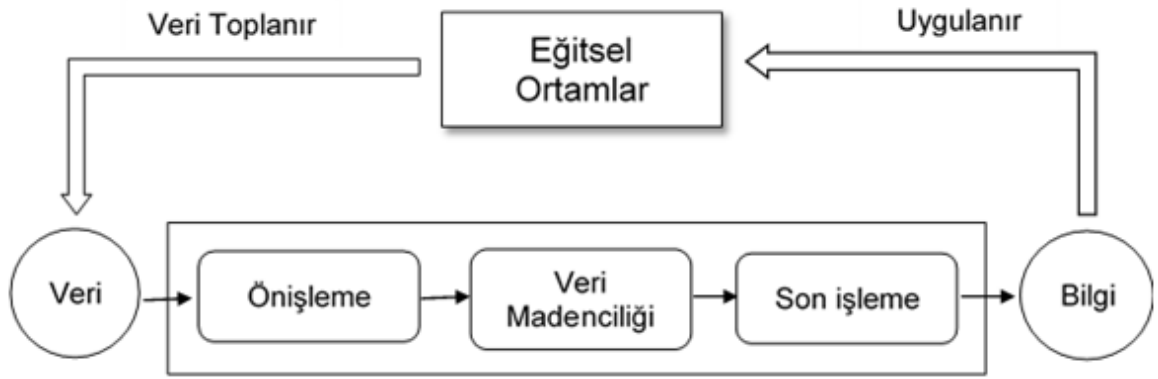 Veri Toplanır
Eğitsel
Ortamlar
Uygulanır
Veri
Önişleme
Veri
Madenciliği
Son işleme
Bilgi